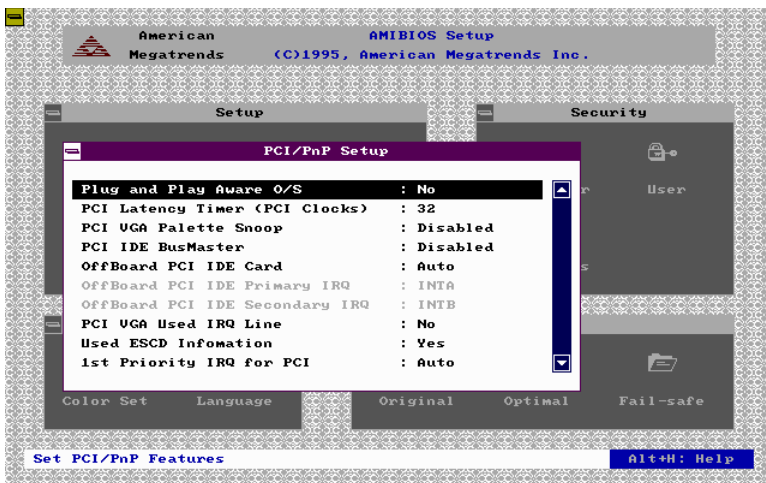 American AMIBIOS Setup
Megatrends (C)1995, American Megatrends Inc.
Setup Security
PCI/PnP Setup
Plug and Play Aware O/S : No
PCI Latency Timer (PCI Clocks) : 32
PCI VGA Palette Snoop : Disabled
PCI IDE BusMaster : Disabled
OffBoard PCI IDE Card : Auto
OffBoard PCI IDE Primary IRQ : INTA
OffBoard PCI IDE Secondary IRQ : INTB
PCI VGA Used IRQ Line : No
Used ESCD Infomation : Yes
1st Priority IRQ for PCI : Auto
User
Color Set Language Original Optimal Fail-safe
Set PCI/PnP Features Alt+H: Help